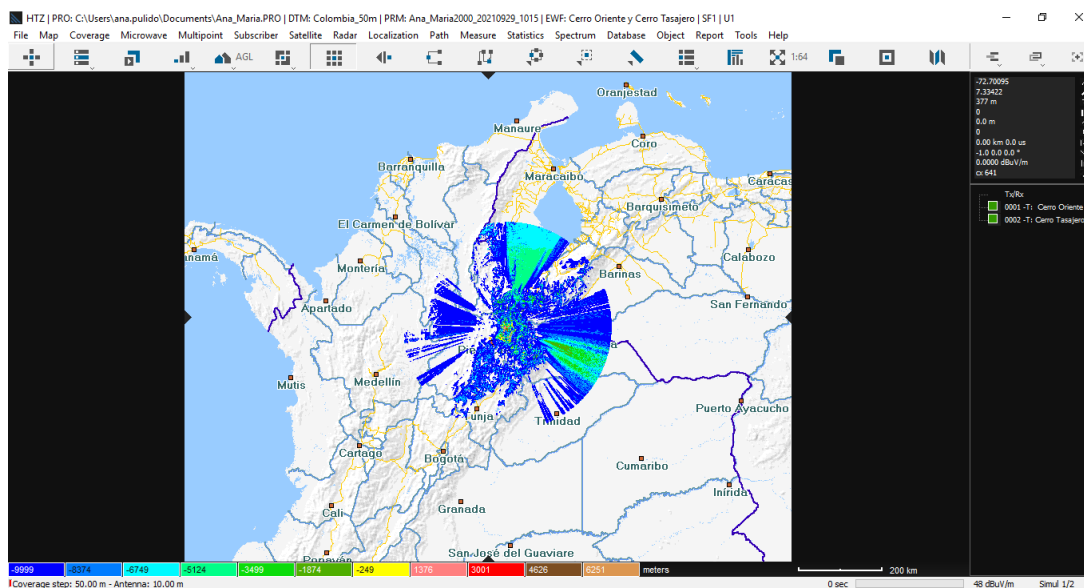 HTZ | PRO: C:\Users\ana.pulido\Documents\Ana_Maria.PRO | DTM: Colombia_50m | PRM: Ana_Maria2000_20210929_1015 | EWF: Cerro Oriente y Cerro Tasajero | SF1 | U1
File Map Coverage Microwave Multipoint Subscriber Satellite Radar Localization Path Measure Statistics Spectrum Database Object Report Tools Help
AGL 1:64
-72.70095
7.33422
377 m
0
0.0 m
0
0.00 km 0.0 us
-1.0 0.0 0.0 °
0.0000 dBuV/m
cx 641
Tx/Rx
0001 -T: Cerro Oriente
0002 -T: Cerro Tasajero
Oranjestad
Manaure
Coro
Barranquilla
Maracaibo
Caracas
Barquisimeto
El Carmen de Bolívar
Calabozo
anamá
Montería
Barinas
Apartado
San Fernando
Pie
a
Mutis
Medellín
Puerto Ayacucho
Tunja
Trinidad
Cartago
Bogotá
Cumaribo
Inírida
Cali
Granada
San José del Guaviare
Popayán
-9999 -8374 -6749 -5124 -3499 -1874 -249 1376 3001 4626 6251 meters
200 km
Coverage step: 50.00 m - Antenna: 10.00 m
0 sec
48 dBuV/m
Simul 1/2